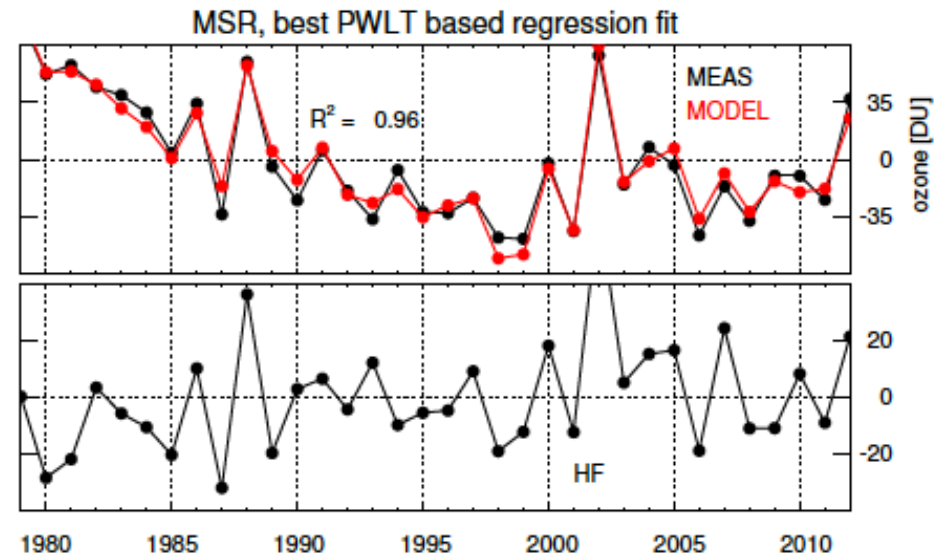 MSR, best PWLT based regression fit
MEAS
MODEL
R² = 0.96
35
0
-35
ozone [DU]
20
0
-20
HF
1980 1985 1990 1995 2000 2005 2010